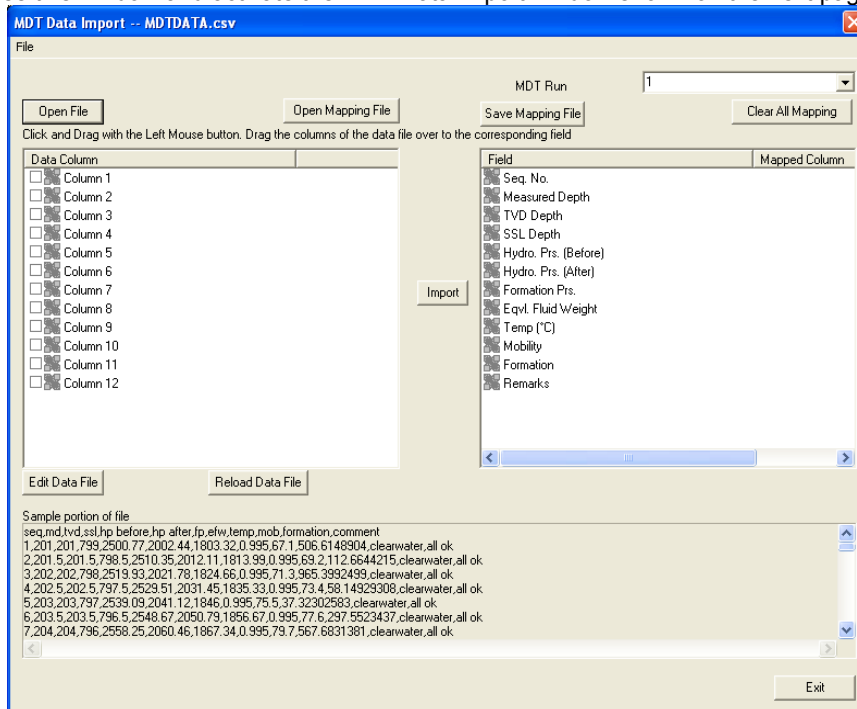 MDT Data Import -- MDTDATA.csv
File
MDT Run 1
Open File Open Mapping File Save Mapping File Clear All Mapping
Click and Drag with the Left Mouse button. Drag the columns of the data file over to the corresponding field
Data Column
Column 1
Column 2
Column 3
Column 4
Column 5
Column 6
Column 7
Column 8
Column 9
Column 10
Column 11
Column 12
Import
Field Mapped Column
Seq. No.
Measured Depth
TVD Depth
SSL Depth
Hydro. Prs. (Before)
Hydro. Prs. (After)
Formation Prs.
Eqvl. Fluid Weight
Temp (°C)
Mobility
Formation
Remarks
Edit Data File Reload Data File
Sample portion of file
seq,md,tvd,ssl,hp before,hp after,fp,efw,temp,mob,formation,comment
1,201,201,799,2500.77,2002.44,1803.32,0.995,67.1,506.6148904,clearwater,all ok
2,201.5,201.5,798.5,2510.35,2012.11,1813.99,0.995,69.2,112.6644215,clearwater,all ok
3,202,202,798,2519.93,2021.78,1824.66,0.995,71.3,965.3992499,clearwater,all ok
4,202.5,202.5,797.5,2529.51,2031.45,1835.33,0.995,73.4,58.14929308,clearwater,all ok
5,203,203,797,2539.09,2041.12,1846,0.995,75.5,37.32302583,clearwater,all ok
6,203.5,203.5,796.5,2548.67,2050.79,1856.67,0.995,77.6,297.5523437,clearwater,all ok
7,204,204,796,2558.25,2060.46,1867.34,0.995,79.7,567.6831381,clearwater,all ok
Exit